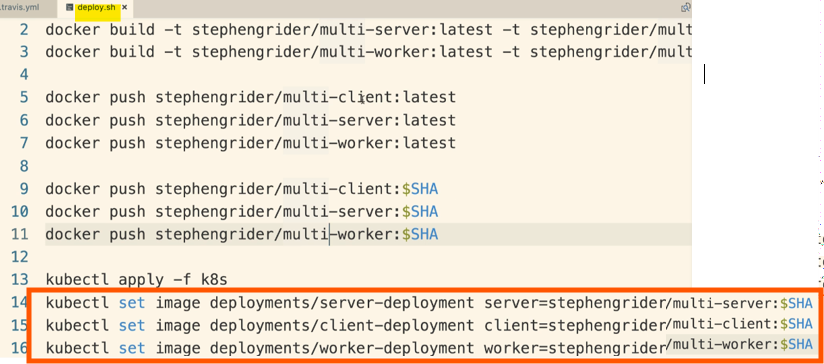 .travis.yml deploy.sh ×
2 docker build -t stephengrider/multi-server:latest -t stephengrider/mult
3 docker build -t stephengrider/multi-worker:latest -t stephengrider/mult
4
5 docker push stephengrider/multi-client:latest
6 docker push stephengrider/multi-server:latest
7 docker push stephengrider/multi-worker:latest
8
9 docker push stephengrider/multi-client:$SHA
10 docker push stephengrider/multi-server:$SHA
11 docker push stephengrider/multi-worker:$SHA
12
13 kubectl apply -f k8s
14 kubectl set image deployments/server-deployment server=stephengrider/multi-server:$SHA
15 kubectl set image deployments/client-deployment client=stephengrider/multi-client:$SHA
16 kubectl set image deployments/worker-deployment worker=stephengrider/multi-worker:$SHA